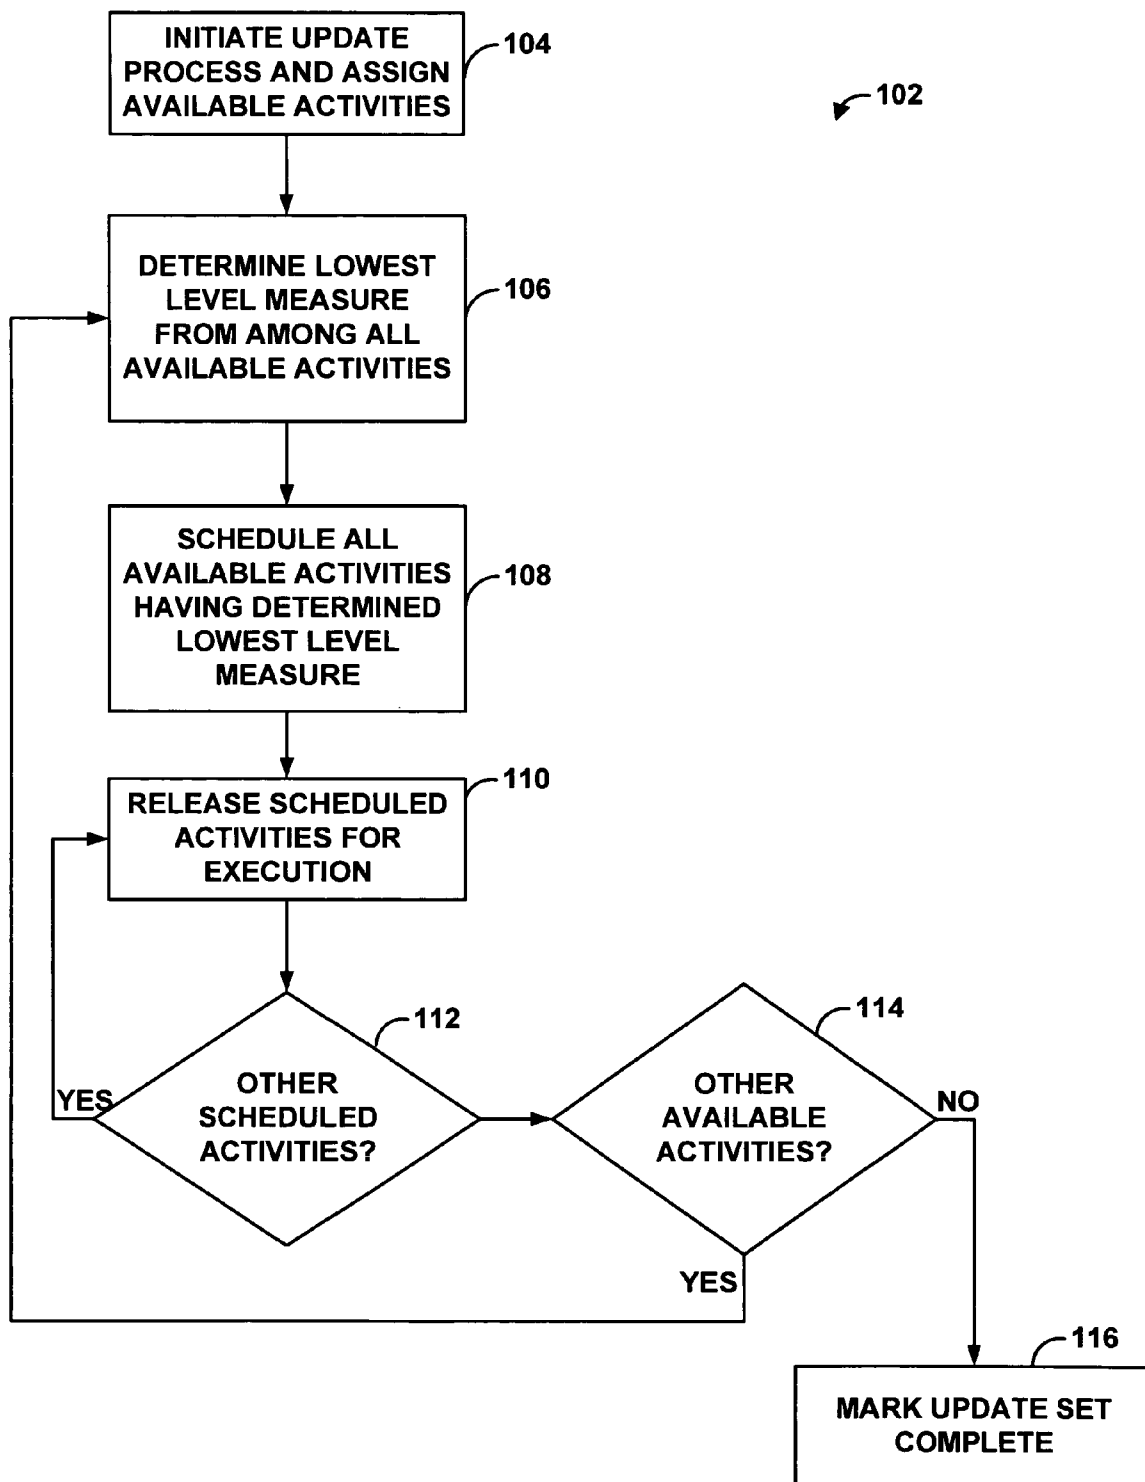 INITIATE UPDATE
PROCESS AND ASSIGN
AVAILABLE ACTIVITIES
104
102
DETERMINE LOWEST
LEVEL MEASURE
FROM AMONG ALL
AVAILABLE ACTIVITIES
106
SCHEDULE ALL
AVAILABLE ACTIVITIES
HAVING DETERMINED
LOWEST LEVEL
MEASURE
108
RELEASE SCHEDULED
ACTIVITIES FOR
EXECUTION
110
OTHER
SCHEDULED
ACTIVITIES?
112
YES
OTHER
AVAILABLE
ACTIVITIES?
114
NO
YES
MARK UPDATE SET
COMPLETE
116